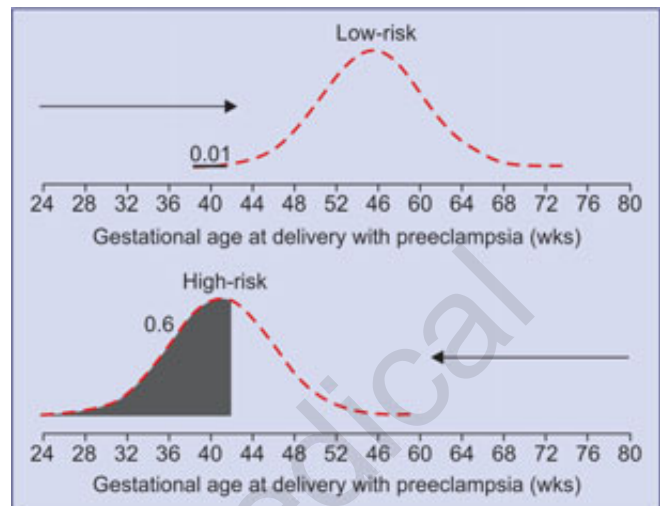 Low-risk
0.01
24 28 32 36 40 44 48 52 46 60 64 68 72 76 80
Gestational age at delivery with preeclampsia (wks)
High-risk
0.6
24 28 32 36 40 44 48 52 46 60 64 68 72 76 80
Gestational age at delivery with preeclampsia (wks)
medical